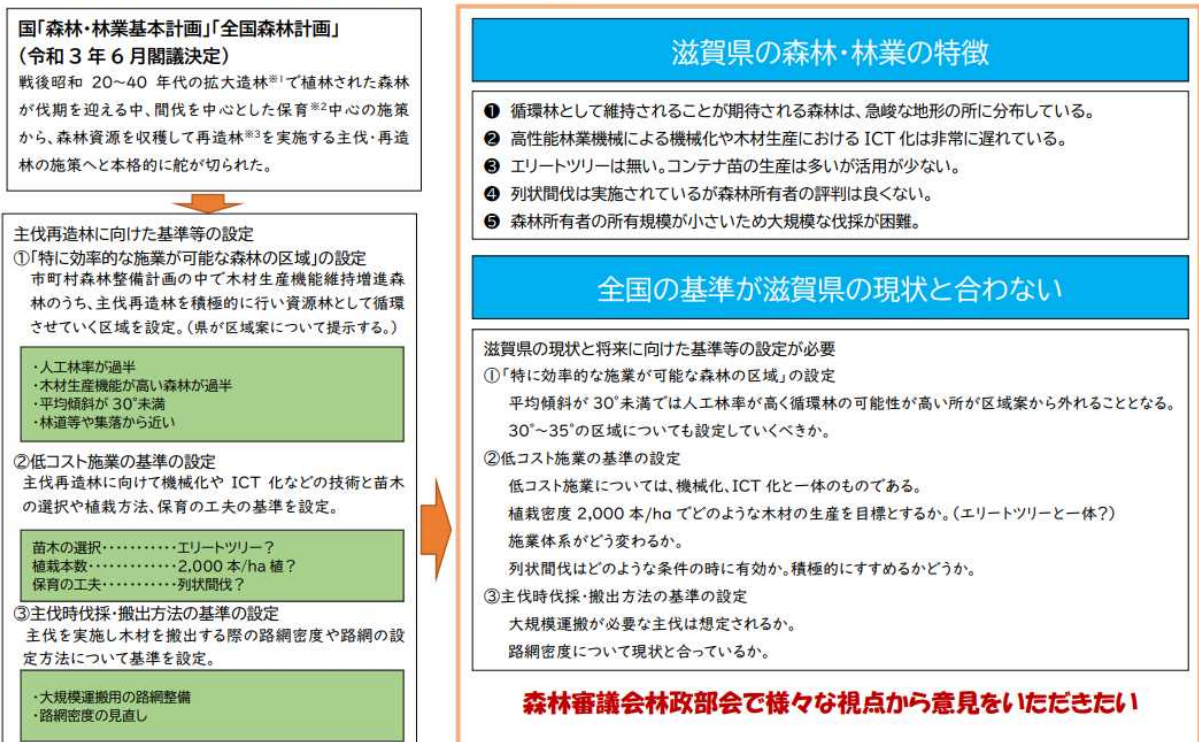 国「森林・林業基本計画」「全国森林計画」
(令和3年6月閣議決定)
戦後昭和 20~40 年代の拡大造林※1で植林された森林
が伐期を迎える中、間伐を中心とした保育※2中心の施策
から、森林資源を収穫して再造林※3を実施する主伐・再造
林の施策へと本格的に舵が切られた。
主伐再造林に向けた基準等の設定
①「特に効率的な施業が可能な森林の区域」の設定
市町村森林整備計画の中で木材生産機能維持増進森
林のうち、主伐再造林を積極的に行い資源林として循環
させていく区域を設定。(県が区域案について提示する。)
・人工林率が過半
・木材生産機能が高い森林が過半
・平均傾斜が 30°未満
・林道等や集落から近い
②低コスト施業の基準の設定
主伐再造林に向けて機械化や ICT 化などの技術と苗木
の選択や植栽方法、保育の工夫の基準を設定。
苗木の選択・・・・・・・・・・・エリートツリー?
植栽本数・・・・・・・・・・・・・2,000 本/ha 植?
保育の工夫・・・・・・・・・・・列状間伐?
③主伐時伐採・搬出方法の基準の設定
主伐を実施し木材を搬出する際の路網密度や路網の設
定方法について基準を設定。
・大規模運搬用の路網整備
・路網密度の見直し
滋賀県の森林・林業の特徴
❶ 循環林として維持されることが期待される森林は、急峻な地形の所に分布している。
❷ 高性能林業機械による機械化や木材生産における ICT 化は非常に遅れている。
❸ エリートツリーは無い。コンテナ苗の生産は多いが活用が少ない。
❹ 列状間伐は実施されているが森林所有者の評判は良くない。
❺ 森林所有者の所有規模が小さいため大規模な伐採が困難。
全国の基準が滋賀県の現状と合わない
滋賀県の現状と将来に向けた基準等の設定が必要
①「特に効率的な施業が可能な森林の区域」の設定
平均傾斜が 30°未満では人工林率が高く循環林の可能性が高い所が区域案から外れることとなる。
30°~35°の区域についても設定していくべきか。
②低コスト施業の基準の設定
低コスト施業については、機械化、ICT 化と一体のものである。
植栽密度 2,000 本/ha でどのような木材の生産を目標とするか。(エリートツリーと一体?)
施業体系がどう変わるか。
列状間伐はどのような条件の時に有効か。積極的にすすめるかどうか。
③主伐時伐採・搬出方法の基準の設定
大規模運搬が必要な主伐は想定されるか。
路網密度について現状と合っているか。
森林審議会林政部会で様々な視点から意見をいただきたい